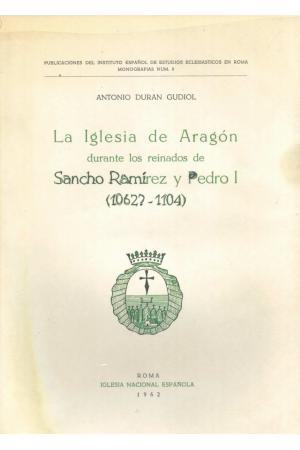 PUBLICACIONES DEL INSTITUTO ESPAÑOL DE ESTUDIOS ECLESIASTICOS EN ROMA
MONOGRAFIAS NUM. 6
ANTONIO DURAN GUDIOL
La Iglesia de Aragón
durante los reinados de
Sancho Ramírez y Pedro I
(1062?-1104)
ROMA
IGLESIA NACIONAL ESPAÑOLA
1962